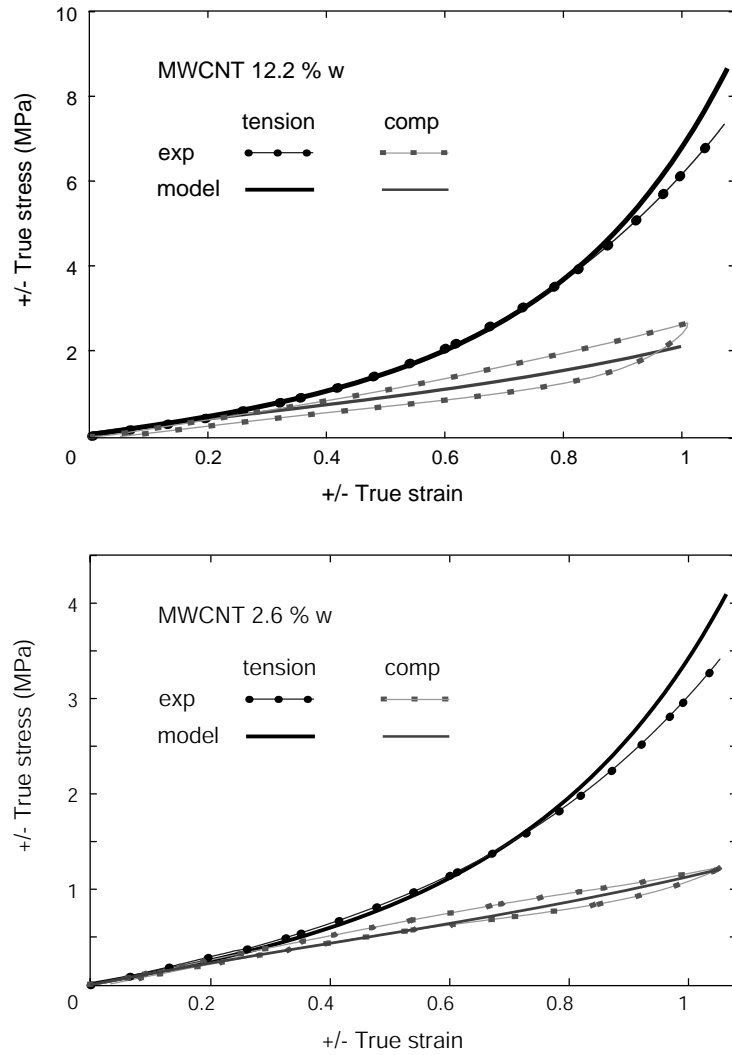 10
MWCNT 12.2 % w
8
tension comp
exp
model
6
+/- True stress (MPa)
4
2
0 0.2 0.4 0.6 0.8 1
+/- True strain
4
MWCNT 2.6 % w
tension comp
exp
3
model
+/- True stress (MPa)
2
1
0
0 0.2 0.4 0.6 0.8 1
+/- True strain